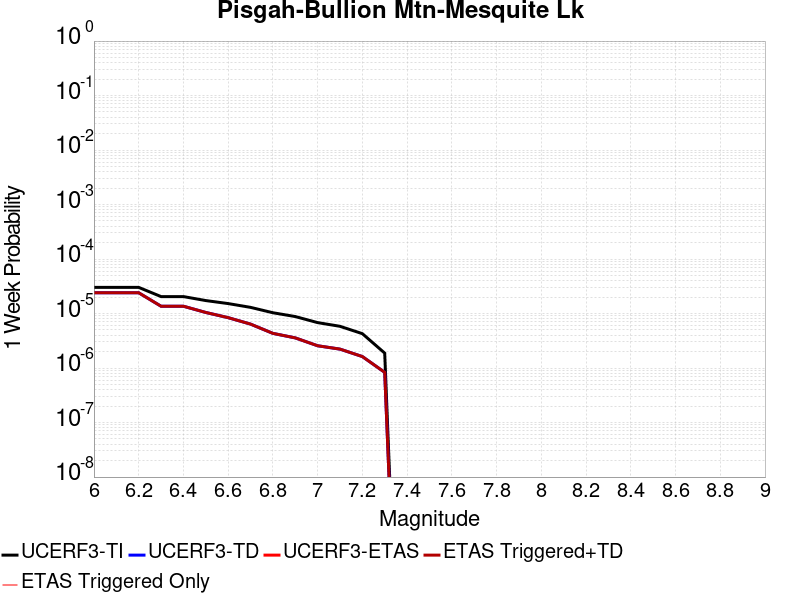 Pisgah-Bullion Mtn-Mesquite Lk
10^0
10^-1
10^-2
10^-3
10^-4
10^-5
10^-6
10^-7
10^-8
1 Week Probability
6 6.2 6.4 6.6 6.8 7 7.2 7.4 7.6 7.8 8 8.2 8.4 8.6 8.8 9
Magnitude
UCERF3-TI UCERF3-TD UCERF3-ETAS ETAS Triggered+TD
ETAS Triggered Only